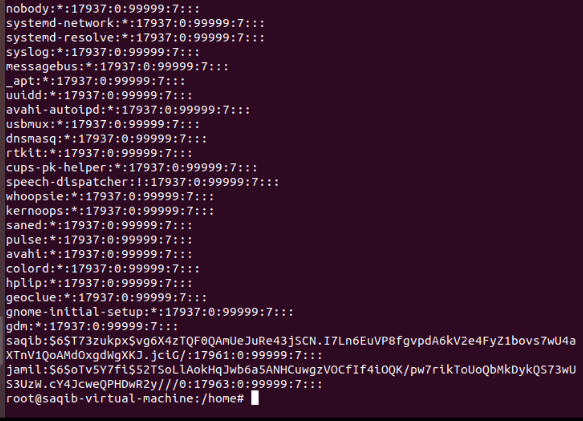 nobody:*:17937:0:99999:7:::
systemd-network:*:17937:0:99999:7:::
systemd-resolve:*:17937:0:99999:7:::
syslog:*:17937:0:99999:7:::
messagebus:*:17937:0:99999:7:::
_apt:*:17937:0:99999:7:::
uuidd:*:17937:0:99999:7:::
avahi-autoipd:*:17937:0:99999:7:::
usbmux:*:17937:0:99999:7:::
dnsmasq:*:17937:0:99999:7:::
rtkit:*:17937:0:99999:7:::
cups-pk-helper:*:17937:0:99999:7:::
speech-dispatcher:!:17937:0:99999:7:::
whoopsie:*:17937:0:99999:7:::
kernoops:*:17937:0:99999:7:::
saned:*:17937:0:99999:7:::
pulse:*:17937:0:99999:7:::
avahi:*:17937:0:99999:7:::
colord:*:17937:0:99999:7:::
hplip:*:17937:0:99999:7:::
geoclue:*:17937:0:99999:7:::
gnome-initial-setup:*:17937:0:99999:7:::
gdm:*:17937:0:99999:7:::
saqib:$6$T73zukpx$vg6X4zTQF0QAmUeJuRe43jSCN.I7Ln6EuVP8fgvpdA6kV2e4FyZ1bovs7wU4a
XTnV1QoAMdOxgdWgXKJ.jciG/:17961:0:99999:7:::
jamil:$6$oTv5Y7fi$52TSoLlAokHqJwb6a5ANHCuwgzVOCfIf4iOQK/pw7rikToUoQbMkDykQS73wU
S3UzW.cY4JcweQPHDwR2y///0:17963:0:99999:7:::
root@saqib-virtual-machine:/home#